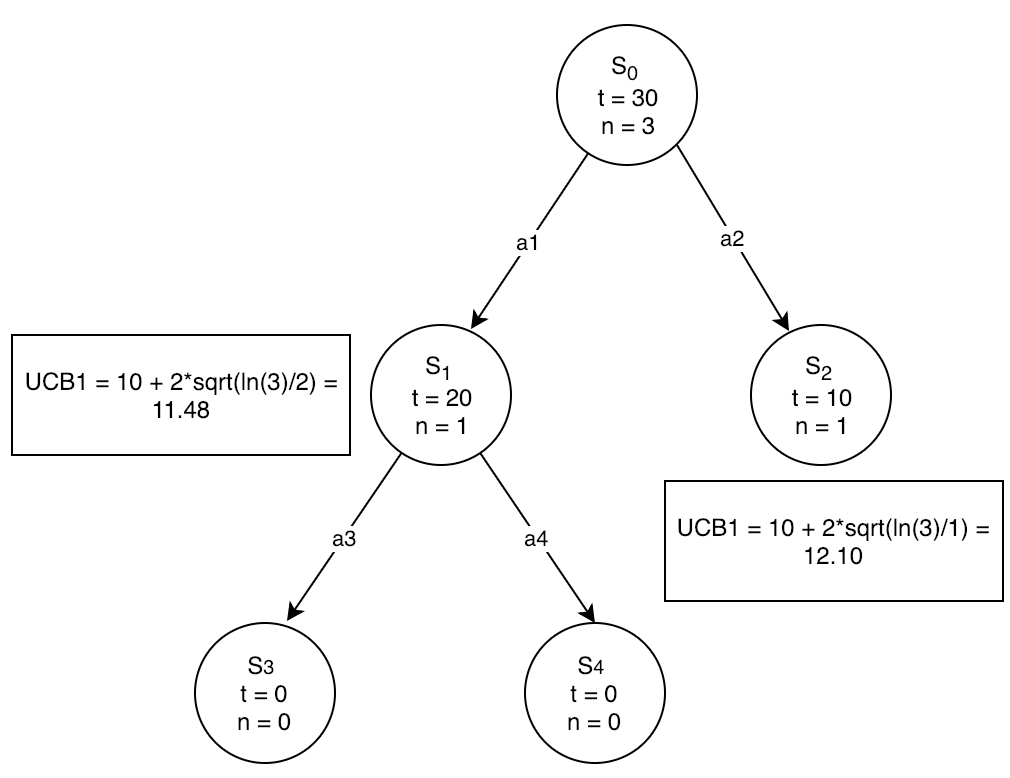 S0
t = 30
n = 3
a1
a2
UCB1 = 10 + 2*sqrt(ln(3)/2) =
11.48
S1
t = 20
n = 1
S2
t = 10
n = 1
UCB1 = 10 + 2*sqrt(ln(3)/1) =
12.10
a3
a4
S3
t = 0
n = 0
S4
t = 0
n = 0